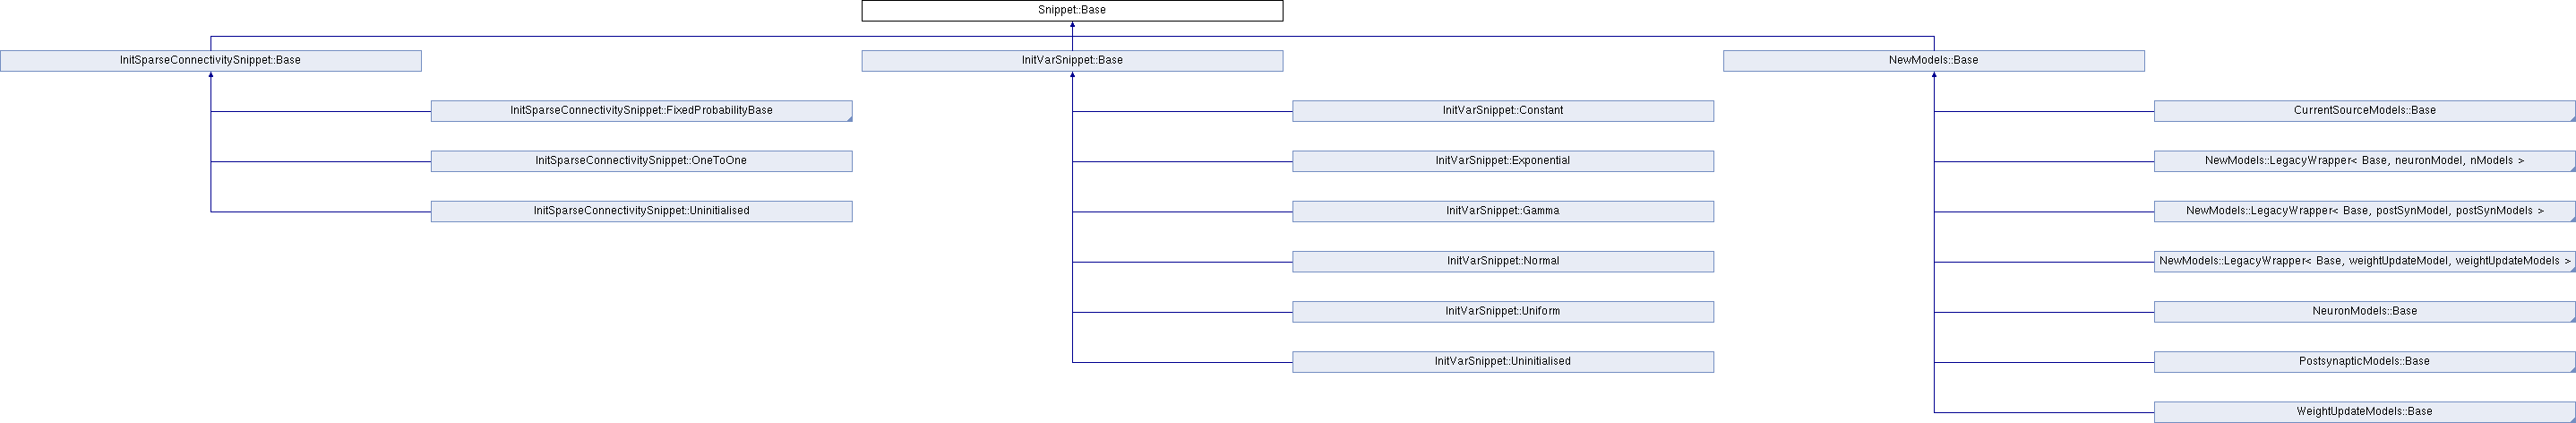 Snippet::Base
InitSparseConnectivitySnippet::Base
InitVarSnippet::Base
NewModels::Base
InitSparseConnectivitySnippet::FixedProbabilityBase
InitVarSnippet::Constant
CurrentSourceModels::Base
InitSparseConnectivitySnippet::OneToOne
InitVarSnippet::Exponential
NewModels::LegacyWrapper< Base, neuronModel, nModels >
InitSparseConnectivitySnippet::Uninitialised
InitVarSnippet::Gamma
NewModels::LegacyWrapper< Base, postSynModel, postSynModels >
InitVarSnippet::Normal
NewModels::LegacyWrapper< Base, weightUpdateModel, weightUpdateModels >
InitVarSnippet::Uniform
NeuronModels::Base
InitVarSnippet::Uninitialised
PostsynapticModels::Base
WeightUpdateModels::Base